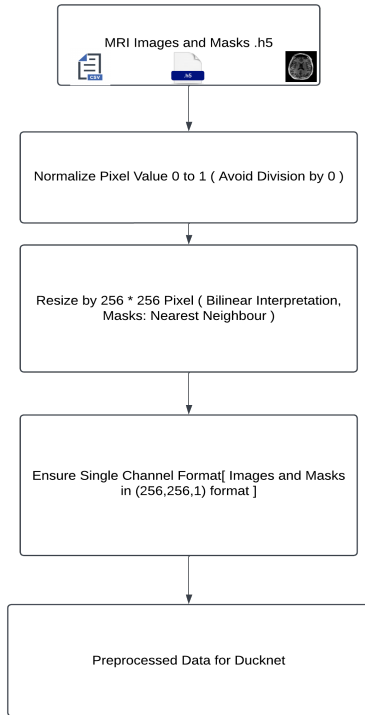 MRI Images and Masks .h5
CSV
.h5
Normalize Pixel Value 0 to 1 ( Avoid Division by 0 )
Resize by 256 * 256 Pixel ( Bilinear Interpretation,
Masks: Nearest Neighbour )
Ensure Single Channel Format[ Images and Masks
in (256,256,1) format ]
Preprocessed Data for Ducknet